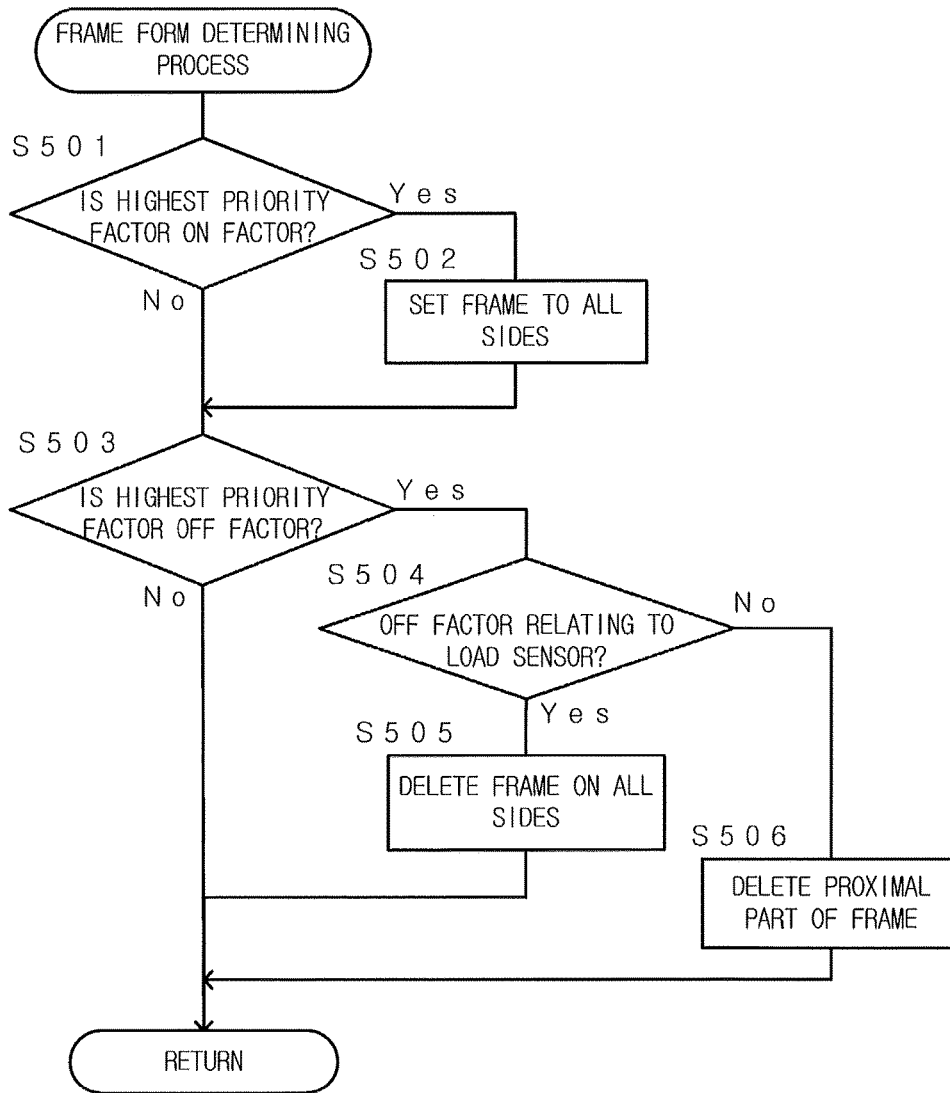 FRAME FORM DETERMINING
PROCESS
S501
IS HIGHEST PRIORITY
FACTOR ON FACTOR?
Yes
No
S502
SET FRAME TO ALL
SIDES
S503
IS HIGHEST PRIORITY
FACTOR OFF FACTOR?
Yes
No
S504
OFF FACTOR RELATING TO
LOAD SENSOR?
No
Yes
S505
DELETE FRAME ON ALL
SIDES
S506
DELETE PROXIMAL
PART OF FRAME
RETURN